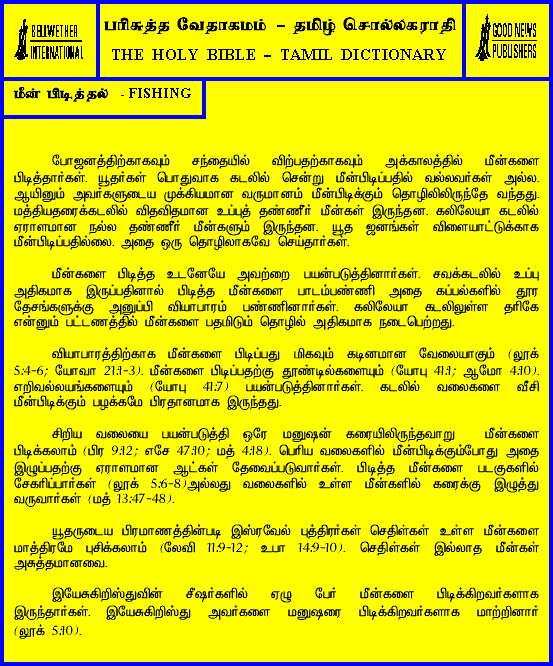 BELLWETHER
INTERNATIONAL
பரிசுத்த வேதாகமம் - தமிழ் சொல்லகராதி
THE HOLY BIBLE - TAMIL DICTIONARY
GOOD NEWS
PUBLISHERS
மீன் பிடித்தல் - FISHING
போஜனத்திற்காகவும் சந்தையில் விற்பதற்காகவும் அக்காலத்தில் மீன்களை
பிடித்தார்கள். யூதர்கள் பொதுவாக கடலில் சென்று மீன்பிடிப்பதில் வல்லவர்கள் அல்ல.
ஆயினும் அவர்களுடைய முக்கியமான வருமானம் மீன்பிடிக்கும் தொழிலிலிருந்தே வந்தது.
மத்தியதரைக்கடலில் விதவிதமான உப்புத் தண்ணீர் மீன்கள் இருந்தன. கலிலேயா கடலில்
ஏராளமான நல்ல தண்ணீர் மீன்களும் இருந்தன. யூத ஜனங்கள் விளையாட்டுக்காக
மீன்பிடிப்பதில்லை. அதை ஒரு தொழிலாகவே செய்தார்கள்.
மீன்களை பிடித்த உடனேயே அவற்றை பயன்படுத்தினார்கள். சவக்கடலில் உப்பு
அதிகமாக இருப்பதினால் பிடித்த மீன்களை பாடம்பண்ணி அதை கப்பல்களில் தூர
தேசங்களுக்கு அனுப்பி வியாபாரம் பண்ணினார்கள். கலிலேயா கடலிலுள்ள தரிகே
என்னும் பட்டணத்தில் மீன்களை பதமிடும் தொழில் அதிகமாக நடைபெற்றது.
வியாபாரத்திற்காக மீன்களை பிடிப்பது மிகவும் கடினமான வேலையாகும் (லூக்
5:4-6; யோவா 21:1-3). மீன்களை பிடிப்பதற்கு தூண்டில்களையும் (யோபு 41:1; ஆமோ 4:10).
எறிவல்லயங்களையும் (யோபு 41:7) பயன்படுத்தினார்கள். கடலில் வலைகளை வீசி
மீன்பிடிக்கும் பழக்கமே பிரதானமாக இருந்தது.
சிறிய வலையை பயன்படுத்தி ஒரே மனுஷன் கரையிலிருந்தவாறு மீன்களை
பிடிக்கலாம் (பிர 9:12; எசே 47:10; மத் 4:18). பெரிய வலைகளில் மீன்பிடிக்கும்போது அதை
இழுப்பதற்கு ஏராளமான ஆட்கள் தேவைப்படுவார்கள். பிடித்த மீன்களை படகுகளில்
சேகரிப்பார்கள் (லூக் 5:6-8)அல்லது வலைகளில் உள்ள மீன்களில் கரைக்கு இழுத்து
வருவார்கள் (மத் 13:47-48).
யூதருடைய பிரமாணத்தின்படி இஸ்ரவேல் புத்திரர்கள் செதிள்கள் உள்ள மீன்களை
மாத்திரமே புசிக்கலாம் (லேவி 11:9-12; உபா 14:9-10). செதிள்கள் இல்லாத மீன்கள்
அசுத்தமானவை.
இயேசுகிறிஸ்துவின் சீஷர்களில் ஏழு பேர் மீன்களை பிடிக்கிறவர்களாக
இருந்தார்கள். இயேசுகிறிஸ்து அவர்களை மனுஷரை பிடிக்கிறவர்களாக மாற்றினார்
(லூக் 5:10).